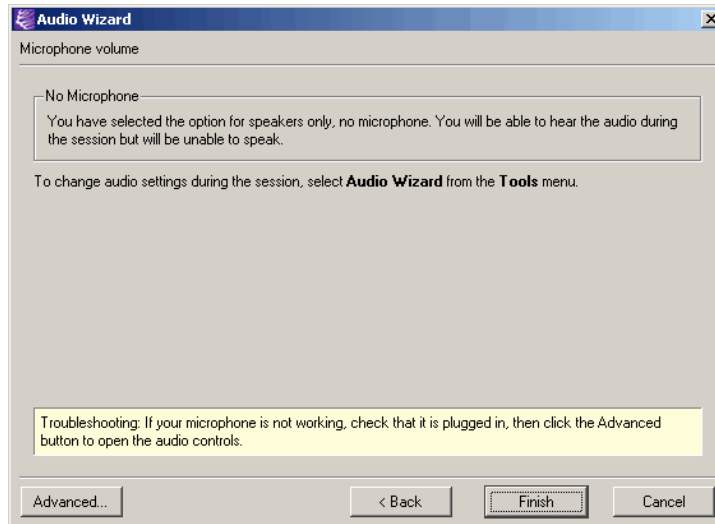 Audio Wizard
Microphone volume
No Microphone
You have selected the option for speakers only, no microphone. You will be able to hear the audio during
the session but will be unable to speak.
To change audio settings during the session, select Audio Wizard from the Tools menu.
Troubleshooting: If your microphone is not working, check that it is plugged in, then click the Advanced
button to open the audio controls.
Advanced...
< Back
Finish
Cancel